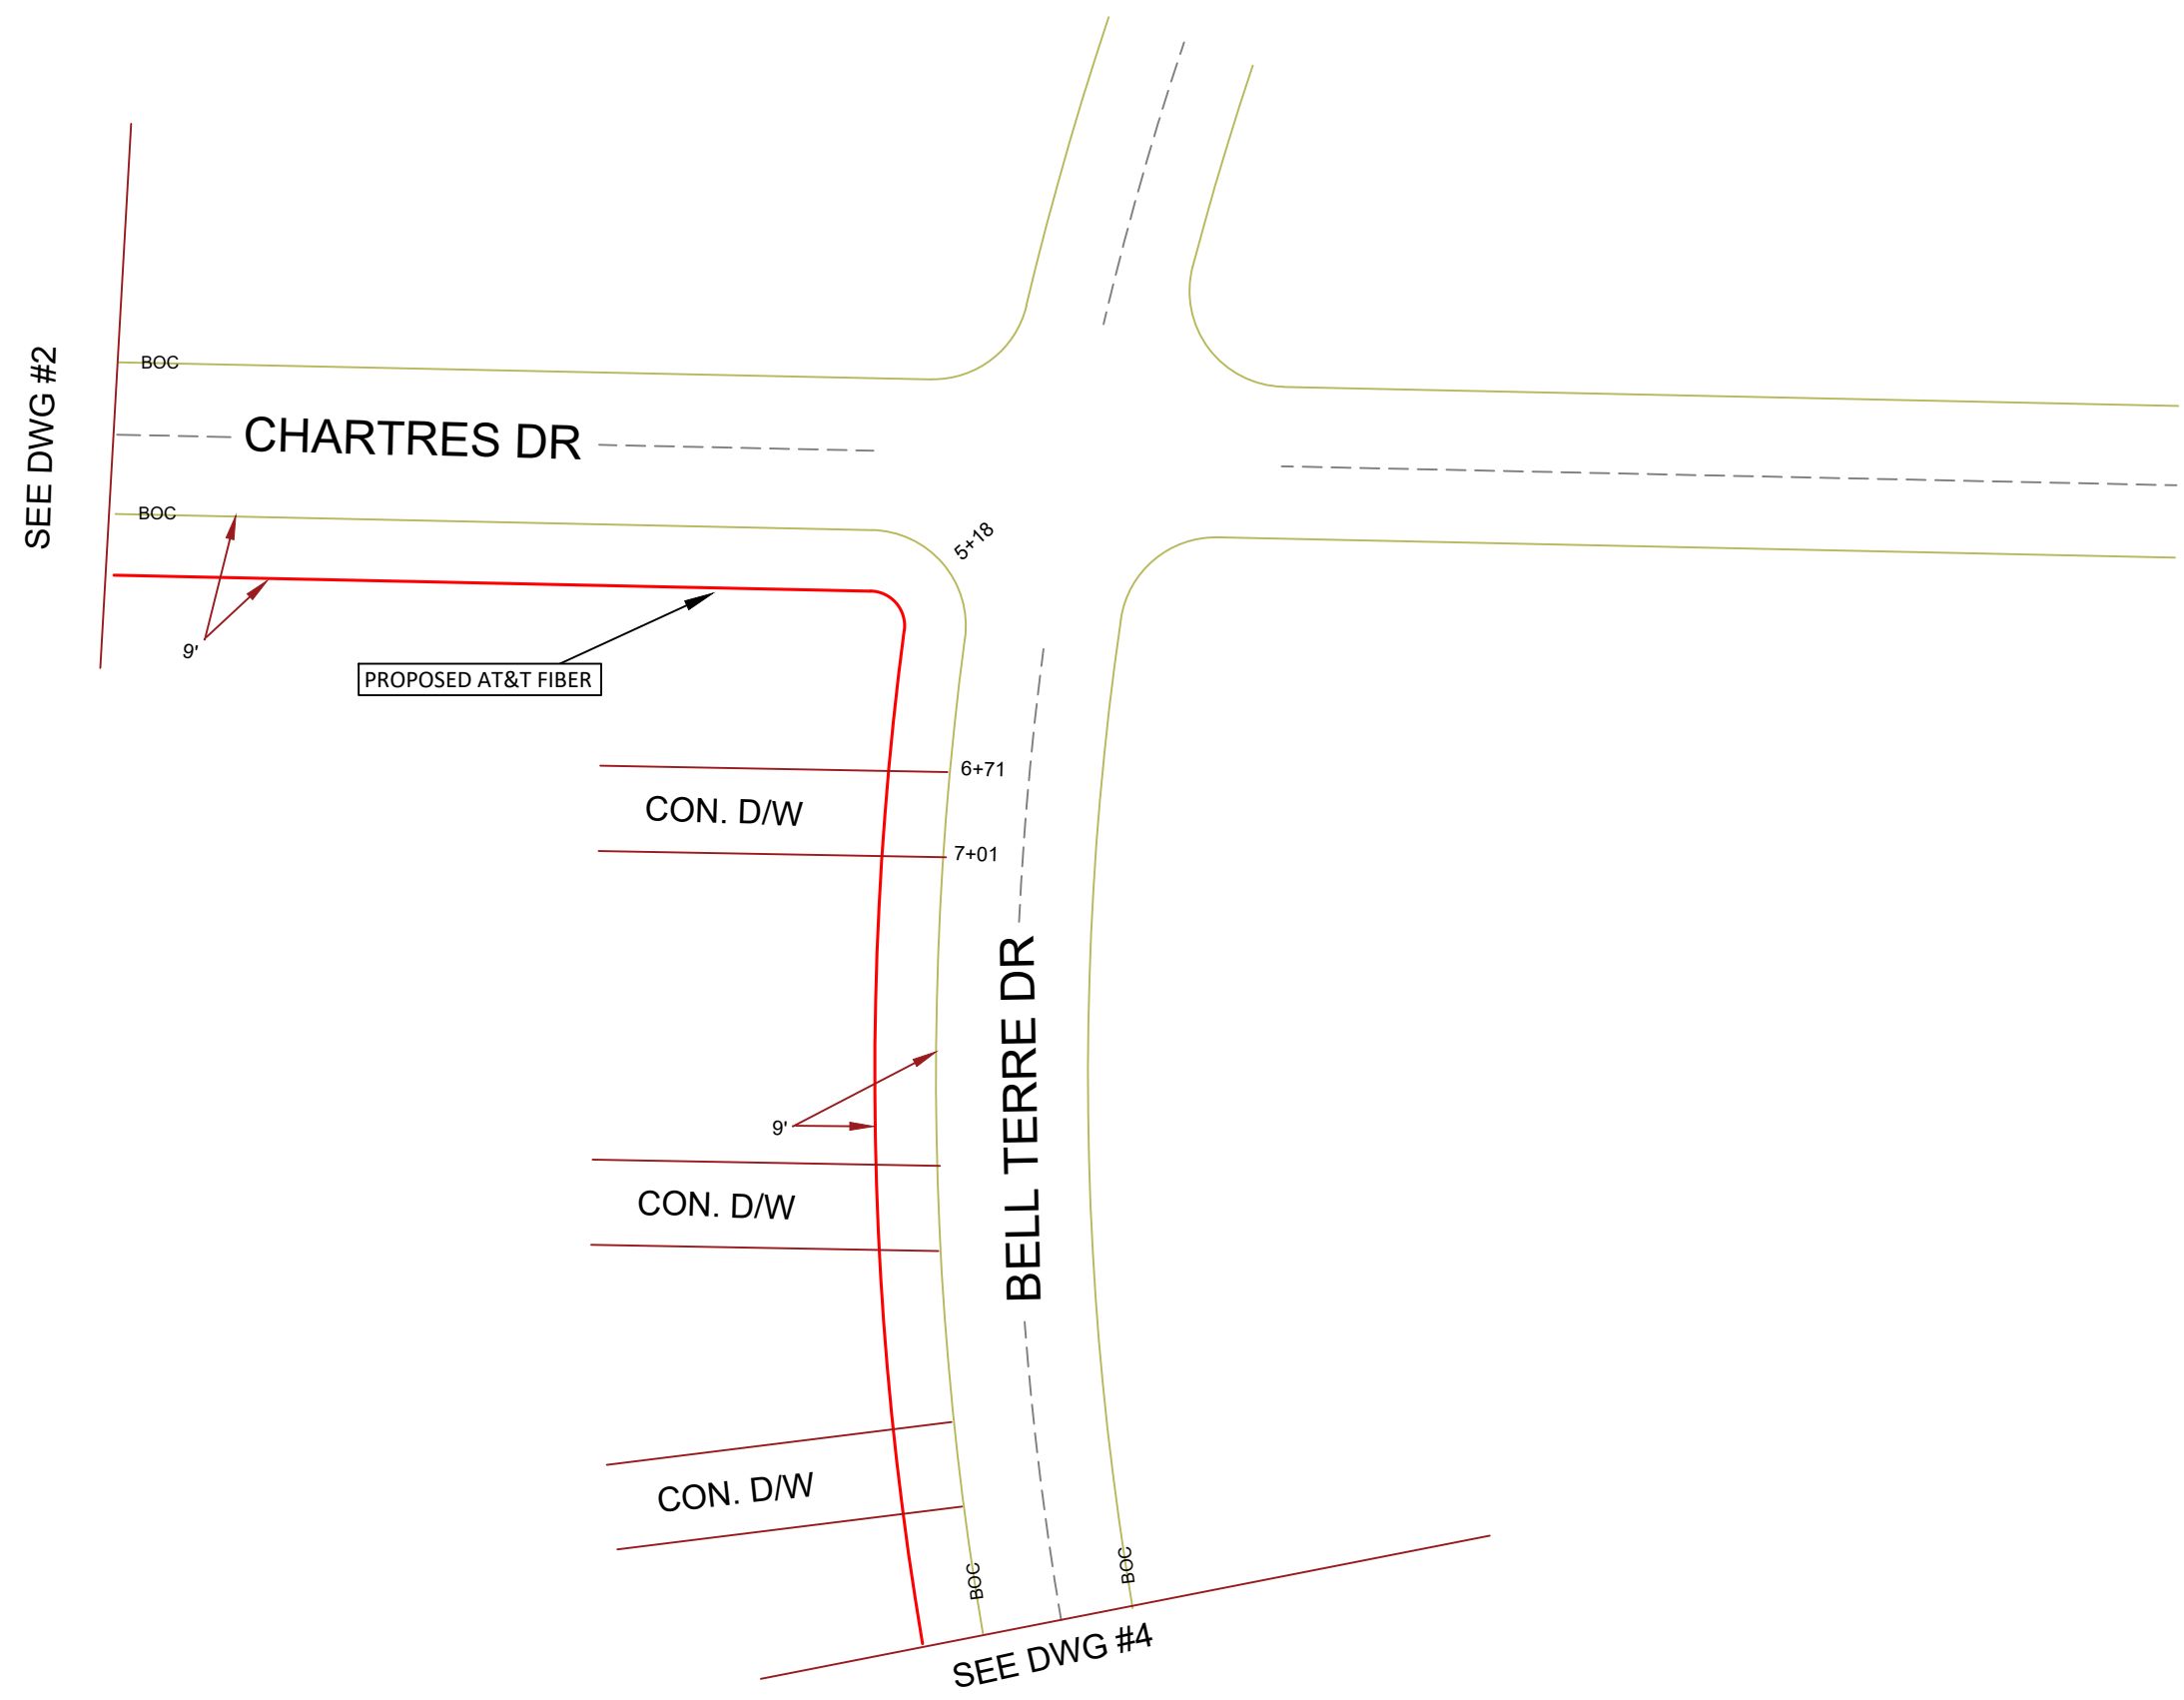 SEE DWG #2
BOC
CHARTRES DR
BOC
5+18
9'
PROPOSED AT&T FIBER
6+71
CON. D/W
7+01
BELL TERRE DR
9'
CON. D/W
CON. D/W
BOC
BOC
SEE DWG #4